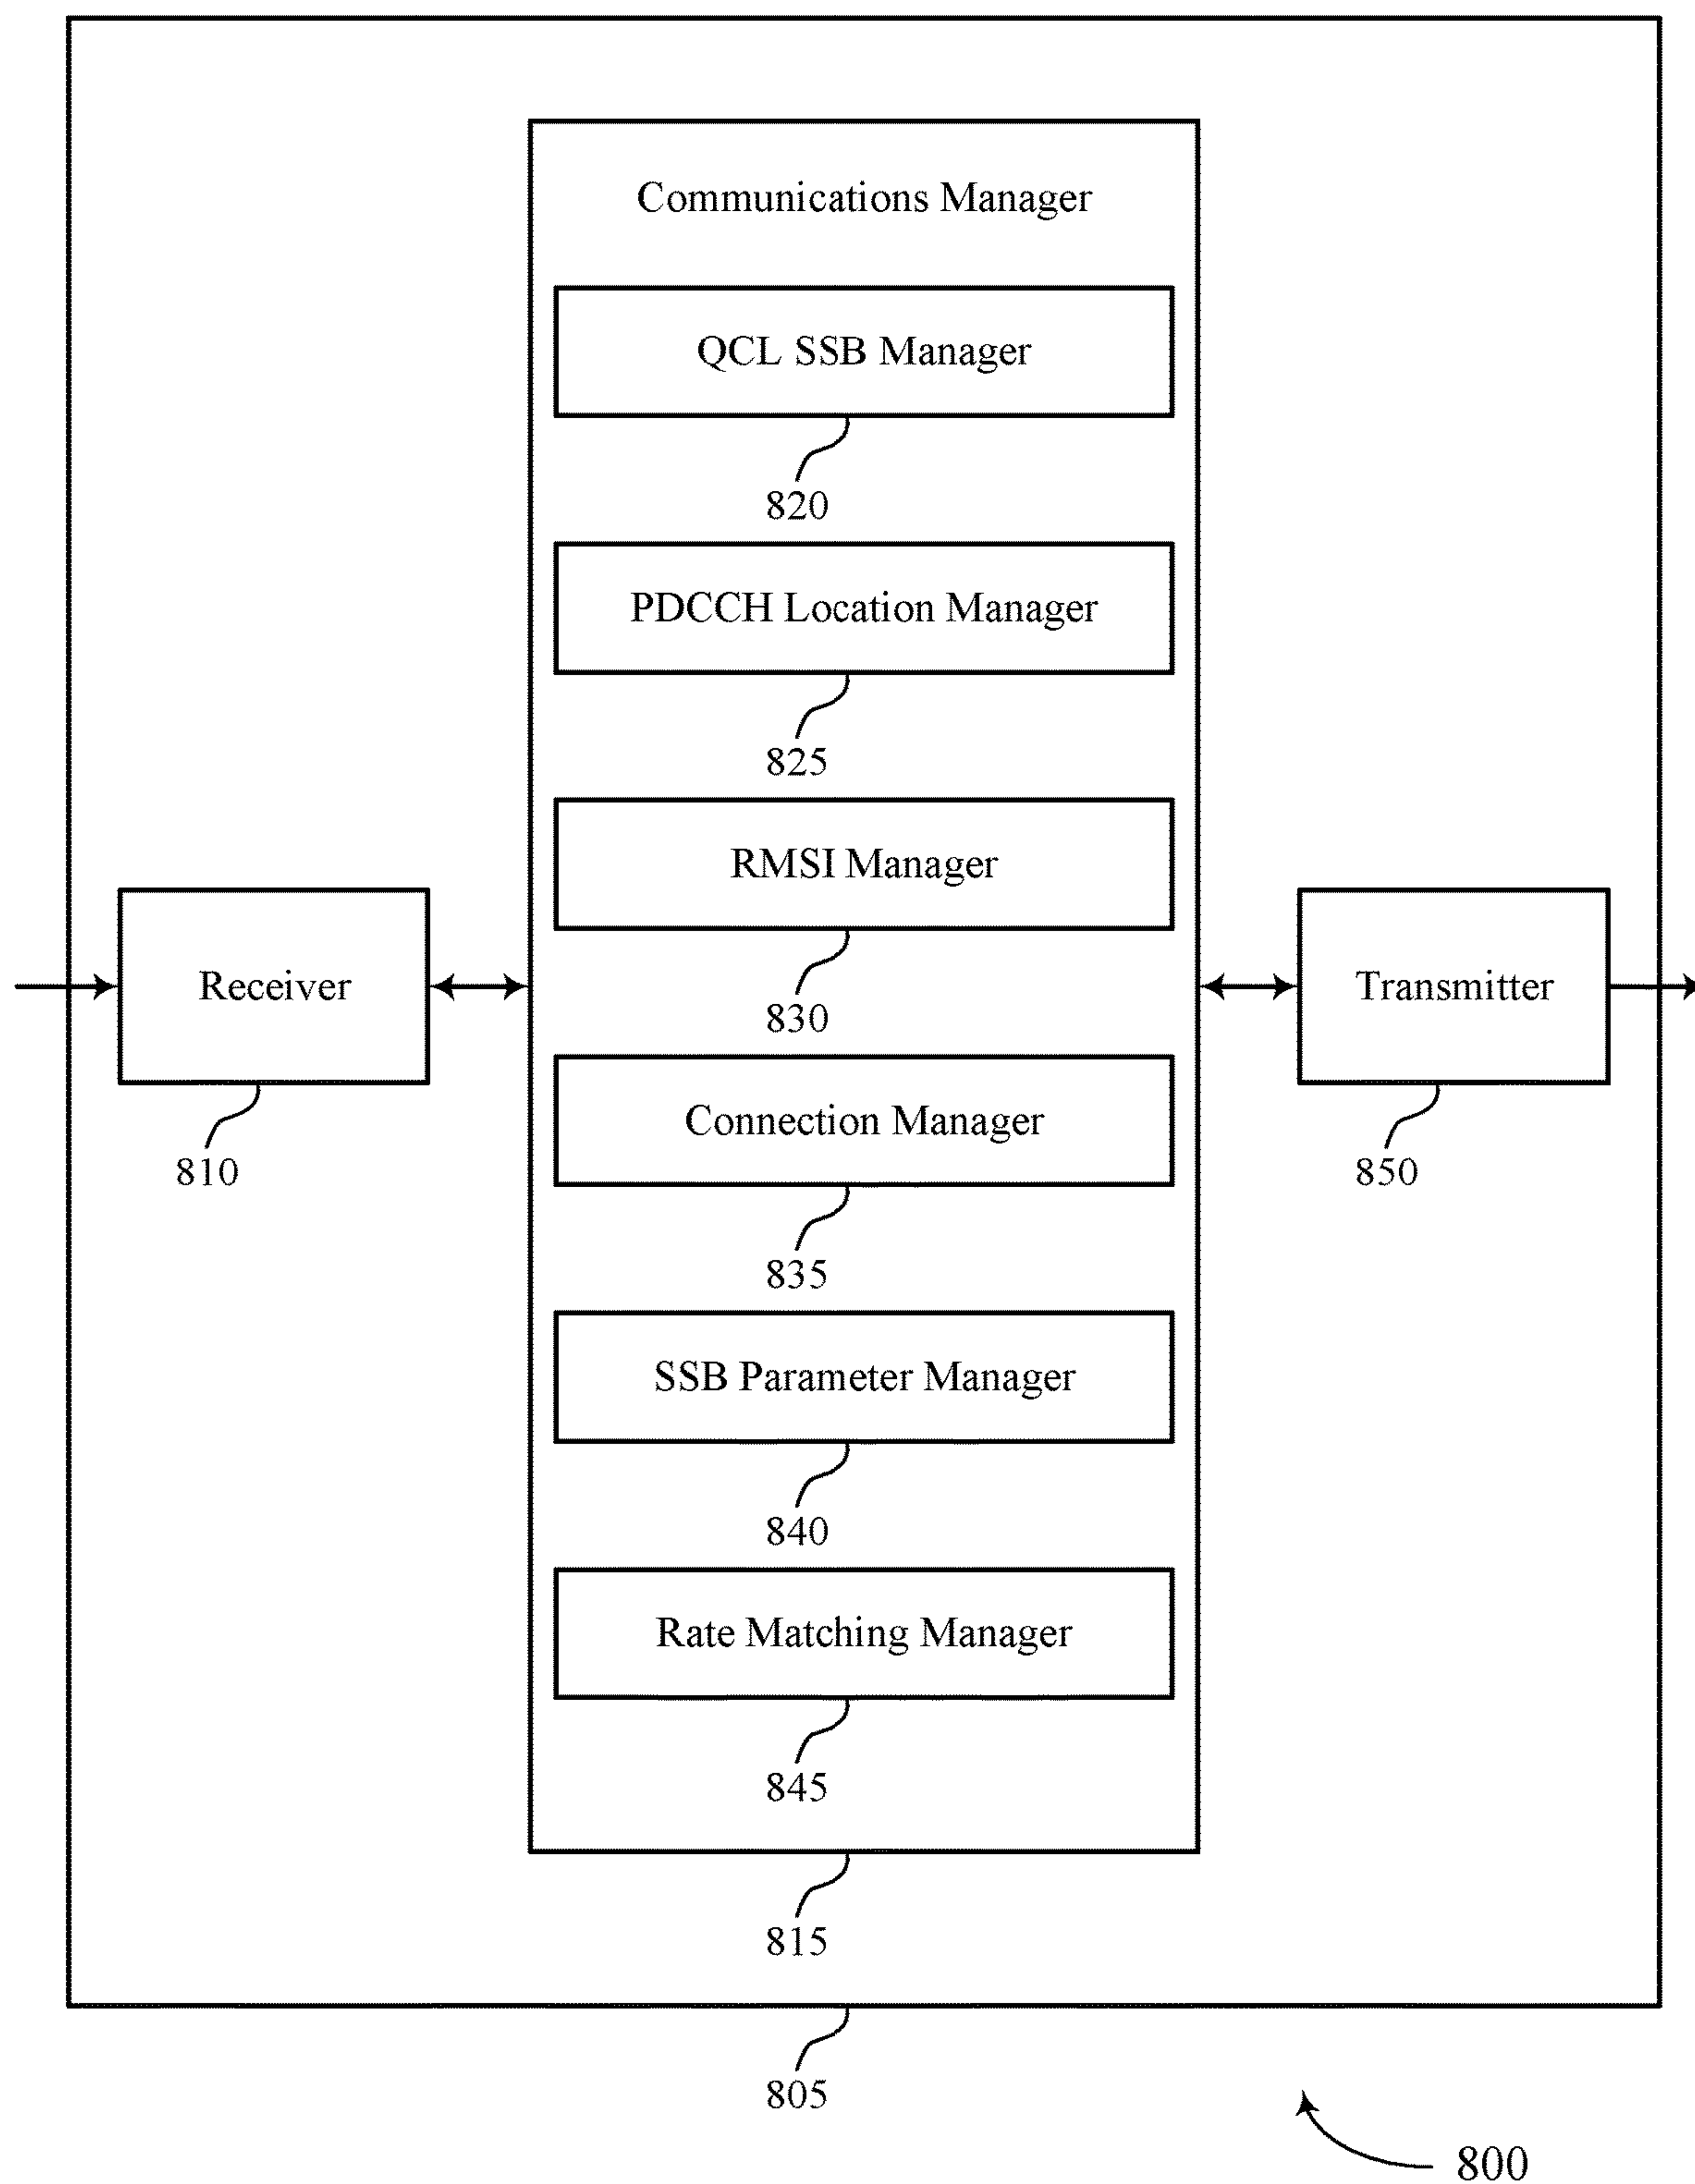 Communications Manager
QCL SSB Manager
820
PDCCH Location Manager
825
RMSI Manager
830
Receiver
810
Transmitter
850
Connection Manager
835
SSB Parameter Manager
840
Rate Matching Manager
845
815
805
800